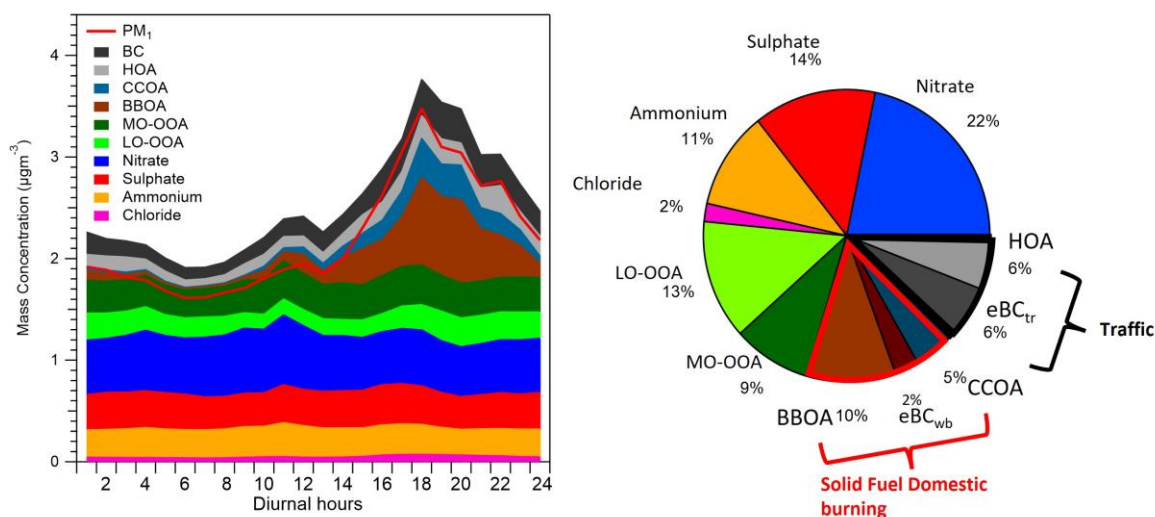 PM₁
BC
HOA
CCOA
BBOA
MO-OOA
LO-OOA
Nitrate
Sulphate
Ammonium
Chloride
Mass Concentration (µgm⁻³)
4
3
2
1
0
2 4 6 8 10 12 14 16 18 20 22 24
Diurnal hours
Sulphate
14%
Nitrate
22%
Ammonium
11%
Chloride
2%
LO-OOA
13%
MO-OOA
9%
BBOA 10%
2%
eBCwb
5%
CCOA
eBCtr
6%
HOA
6%
Traffic
Solid Fuel Domestic
burning